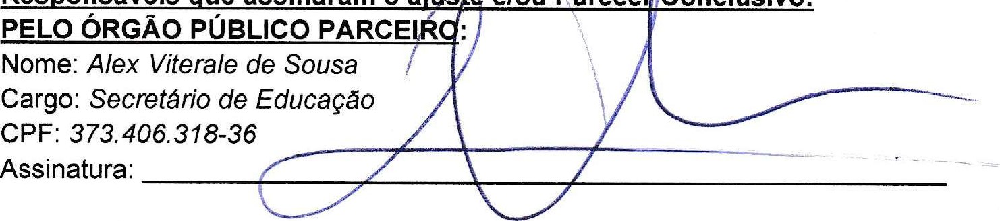 Responsáveis que assinaram o ajuste e/ou Parecer Conclusivo:
PELO ÓRGÃO PÚBLICO PARCEIRO:
Nome: Alex Viterale de Sousa
Cargo: Secretário de Educação
CPF: 373.406.318-36
Assinatura: